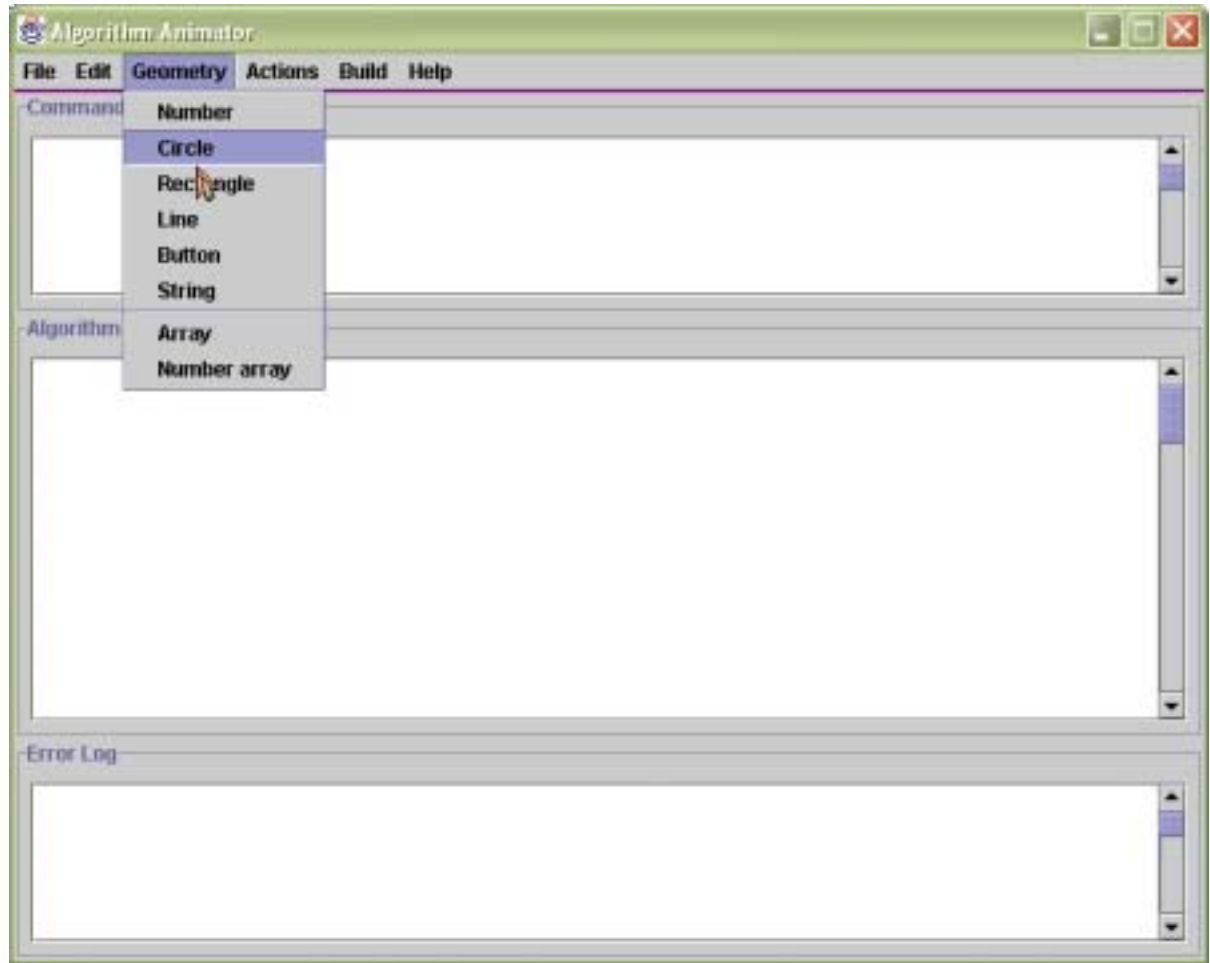 Algorithm Animator
File Edit Geometry Actions Build Help
Command
Number
Circle
Rectangle
Line
Button
String
Algorithm
Array
Number array
Error Log